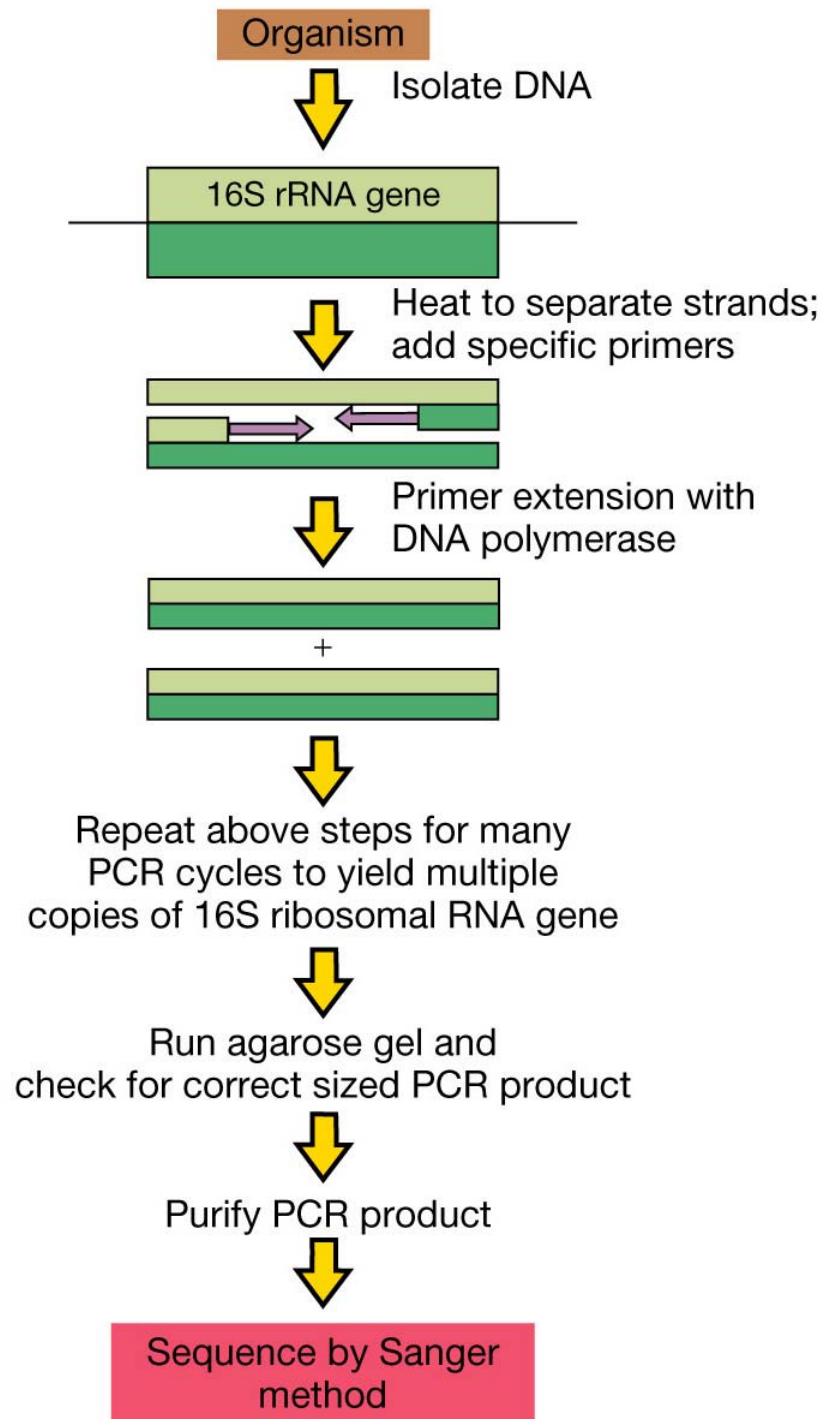 Organism
Isolate DNA
16S rRNA gene
Heat to separate strands;
add specific primers
Primer extension with
DNA polymerase
+
Repeat above steps for many
PCR cycles to yield multiple
copies of 16S ribosomal RNA gene
Run agarose gel and
check for correct sized PCR product
Purify PCR product
Sequence by Sanger
method